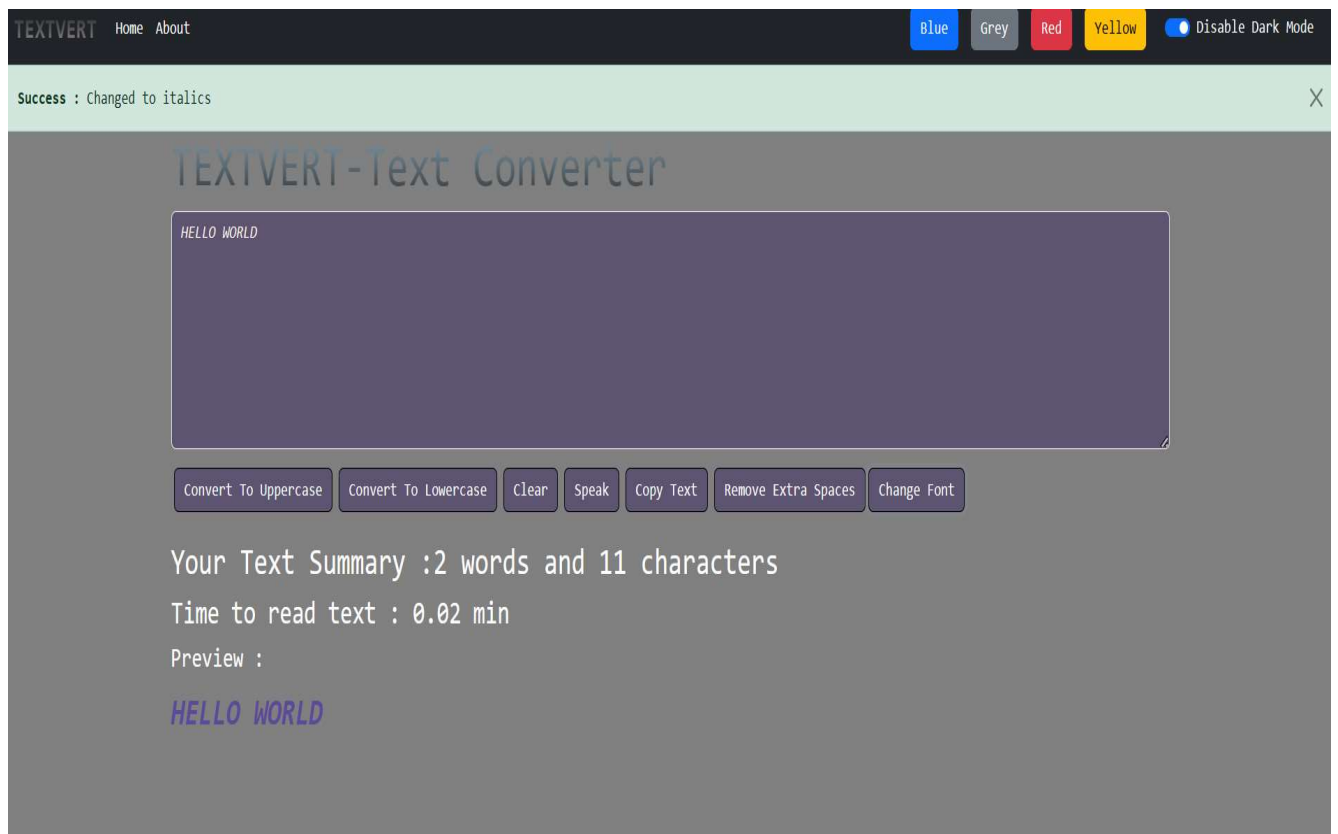 TEXTVERT Home About Blue Grey Red Yellow Disable Dark Mode
Success : Changed to italics X
TEXTVERT-Text Converter
HELLO WORLD
Convert To Uppercase Convert To Lowercase Clear Speak Copy Text Remove Extra Spaces Change Font
Your Text Summary :2 words and 11 characters
Time to read text : 0.02 min
Preview :
HELLO WORLD